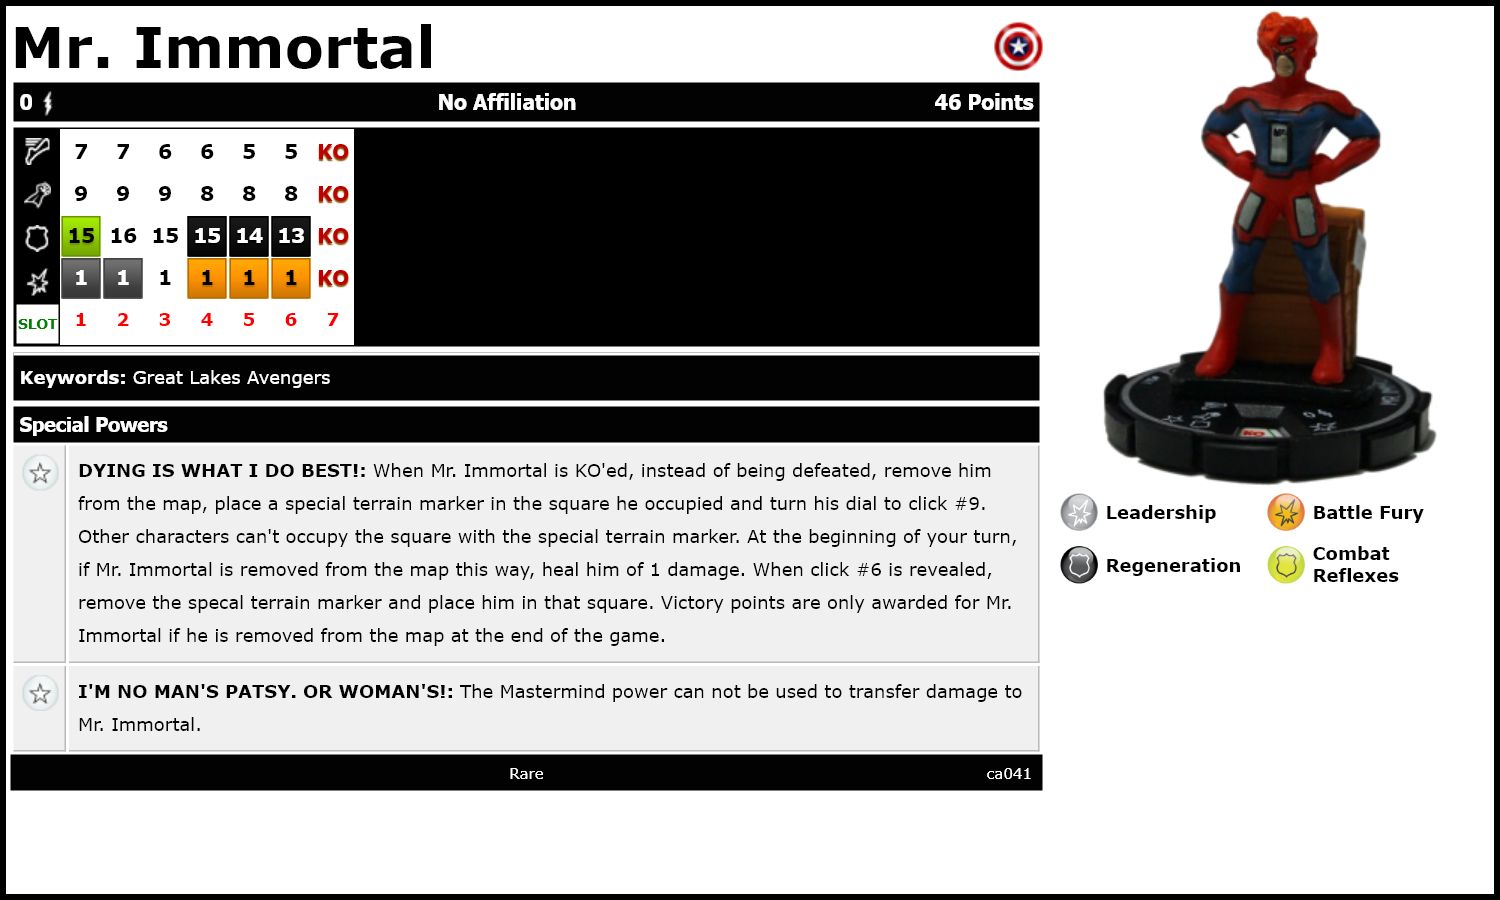 Mr. Immortal
0 No Affiliation 46 Points
7 7 6 6 5 5 KO
9 9 9 8 8 8 KO
15 16 15 15 14 13 KO
1 1 1 1 1 1 KO
SLOT 1 2 3 4 5 6 7
Keywords: Great Lakes Avengers
Special Powers
DYING IS WHAT I DO BEST!: When Mr. Immortal is KO'ed, instead of being defeated, remove him
from the map, place a special terrain marker in the square he occupied and turn his dial to click #9.
Other characters can't occupy the square with the special terrain marker. At the beginning of your turn,
if Mr. Immortal is removed from the map this way, heal him of 1 damage. When click #6 is revealed,
remove the specal terrain marker and place him in that square. Victory points are only awarded for Mr.
Immortal if he is removed from the map at the end of the game.
I'M NO MAN'S PATSY. OR WOMAN'S!: The Mastermind power can not be used to transfer damage to
Mr. Immortal.
Rare ca041
KO
Leadership Battle Fury
Regeneration Combat
Reflexes